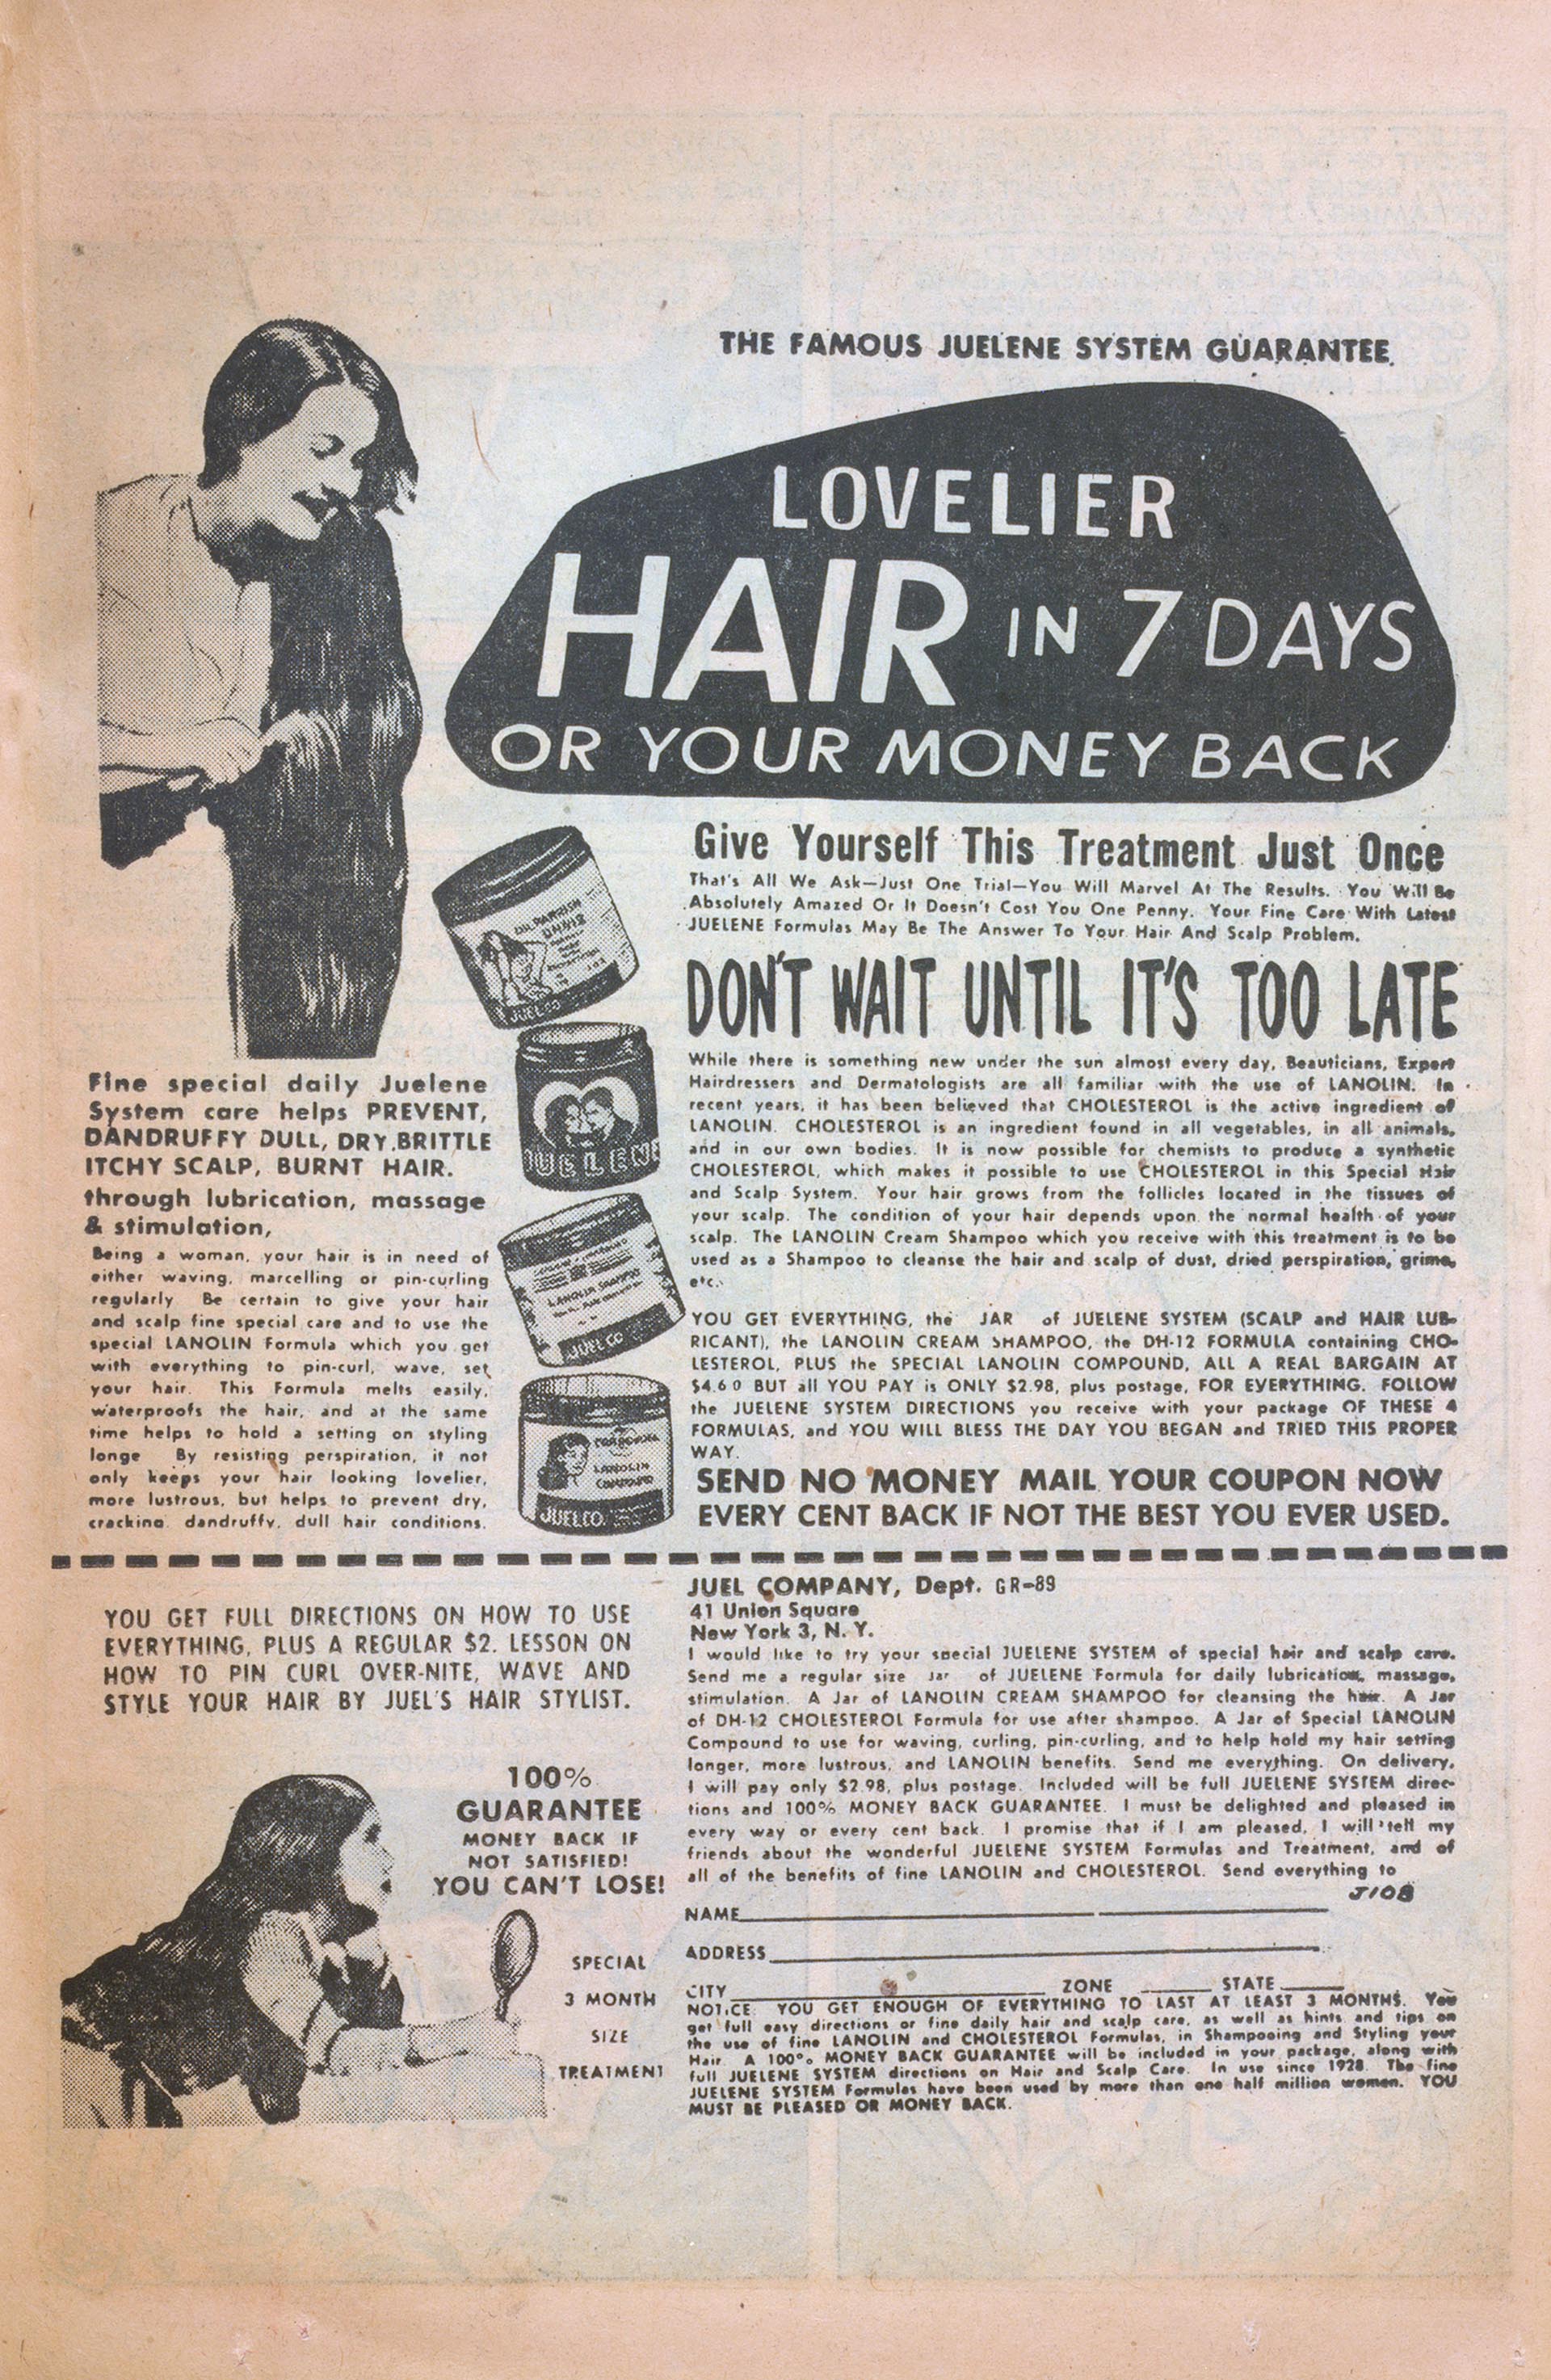 THE FAMOUS JUELENE SYSTEM GUARANTEE
LOVELIER
HAIR IN 7 DAYS
OR YOUR MONEY BACK
Give Yourself This Treatment Just Once
That's All We Ask—Just One Trial—You Will Marvel At The Results. You Will Be
Absolutely Amazed Or It Doesn't Cost You One Penny. Your Fine Care With Latest
JUELENE Formulas May Be The Answer To Your Hair And Scalp Problem.
DON'T WAIT UNTIL IT'S TOO LATE
While there is something new under the sun almost every day, Beauticians, Expert
Hairdressers and Dermatologists are all familiar with the use of LANOLIN. In
recent years, it has been believed that CHOLESTEROL is the active ingredient of
LANOLIN. CHOLESTEROL is an ingredient found in all vegetables, in all animals,
and in our own bodies. It is now possible for chemists to produce a synthetic
CHOLESTEROL, which makes it possible to use CHOLESTEROL in this Special Hair
and Scalp System. Your hair grows from the follicles located in the tissues of
your scalp. The condition of your hair depends upon the normal health of your
scalp. The LANOLIN Cream Shampoo which you receive with this treatment is to be
used as a Shampoo to cleanse the hair and scalp of dust, dried perspiration, grime,
etc.
YOU GET EVERYTHING, the JAR of JUELENE SYSTEM (SCALP and HAIR LUB-
RICANT), the LANOLIN CREAM SHAMPOO, the DH-12 FORMULA containing CHO-
LESTEROL, PLUS the SPECIAL LANOLIN COMPOUND, ALL A REAL BARGAIN AT
$4.60 BUT all YOU PAY is ONLY $2.98, plus postage, FOR EVERYTHING. FOLLOW
the JUELENE SYSTEM DIRECTIONS you receive with your package OF THESE 4
FORMULAS, and YOU WILL BLESS THE DAY YOU BEGAN and TRIED THIS PROPER
WAY.
SEND NO MONEY MAIL YOUR COUPON NOW
EVERY CENT BACK IF NOT THE BEST YOU EVER USED.
Fine special daily Juelene
System care helps PREVENT,
DANDRUFFY DULL, DRY,BRITTLE
ITCHY SCALP, BURNT HAIR.
through lubrication, massage
& stimulation,
Being a woman, your hair is in need of
either waving, marcelling or pin-curling
regularly Be certain to give your hair
and scalp fine special care and to use the
special LANOLIN Formula which you get
with everything to pin-curl, wave, set
your hair. This Formula melts easily,
waterproofs the hair, and at the same
time helps to hold a setting on styling
longe By resisting perspiration, it not
only keeps your hair looking lovelier,
more lustrous, but helps to prevent dry,
cracking, dandruffy, dull hair conditions.
JUELCO
JUELENE
LANOLIN SHAMPOO
JUEL CO
LANOLIN
COMPOUND
JUELCO.
YOU GET FULL DIRECTIONS ON HOW TO USE
EVERYTHING, PLUS A REGULAR $2. LESSON ON
HOW TO PIN CURL OVER-NITE, WAVE AND
STYLE YOUR HAIR BY JUEL'S HAIR STYLIST.
100%
GUARANTEE
MONEY BACK IF
NOT SATISFIED!
YOU CAN'T LOSE!
SPECIAL
3 MONTH
SIZE
TREATMENT
JUEL COMPANY, Dept. GR-89
41 Union Square
New York 3, N. Y.
I would like to try your special JUELENE SYSTEM of special hair and scalp care.
Send me a regular size Jar of JUELENE Formula for daily lubrication, massage,
stimulation. A Jar of LANOLIN CREAM SHAMPOO for cleansing the hair. A Jar
of DH-12 CHOLESTEROL Formula for use after shampoo. A Jar of Special LANOLIN
Compound to use for waving, curling, pin-curling, and to help hold my hair setting
longer, more lustrous, and LANOLIN benefits. Send me everything. On delivery,
I will pay only $2.98, plus postage. Included will be full JUELENE SYSTEM direc-
tions and 100% MONEY BACK GUARANTEE. I must be delighted and pleased in
every way or every cent back. I promise that if I am pleased, I will tell my
friends about the wonderful JUELENE SYSTEM Formulas and Treatment, and of
all of the benefits of fine LANOLIN and CHOLESTEROL. Send everything to
J108
NAME
ADDRESS
CITY ZONE STATE
NOTICE: YOU GET ENOUGH OF EVERYTHING TO LAST AT LEAST 3 MONTHS. You
get full easy directions or fine daily hair and scalp care, as well as hints and tips on
the use of fine LANOLIN and CHOLESTEROL Formulas, in Shampooing and Styling your
Hair. A 100% MONEY BACK GUARANTEE will be included in your package, along with
full JUELENE SYSTEM directions on Hair and Scalp Care. In use since 1928. The fine
JUELENE SYSTEM Formulas have been used by more than one half million women. YOU
MUST BE PLEASED OR MONEY BACK.